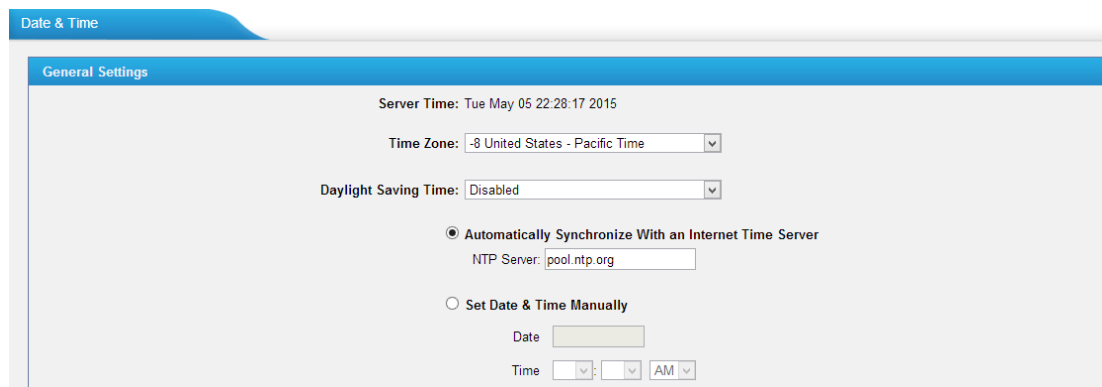 Date & Time
General Settings
Server Time: Tue May 05 22:28:17 2015
Time Zone: -8 United States - Pacific Time
Daylight Saving Time: Disabled
Automatically Synchronize With an Internet Time Server
NTP Server: pool.ntp.org
Set Date & Time Manually
Date
Time : AM